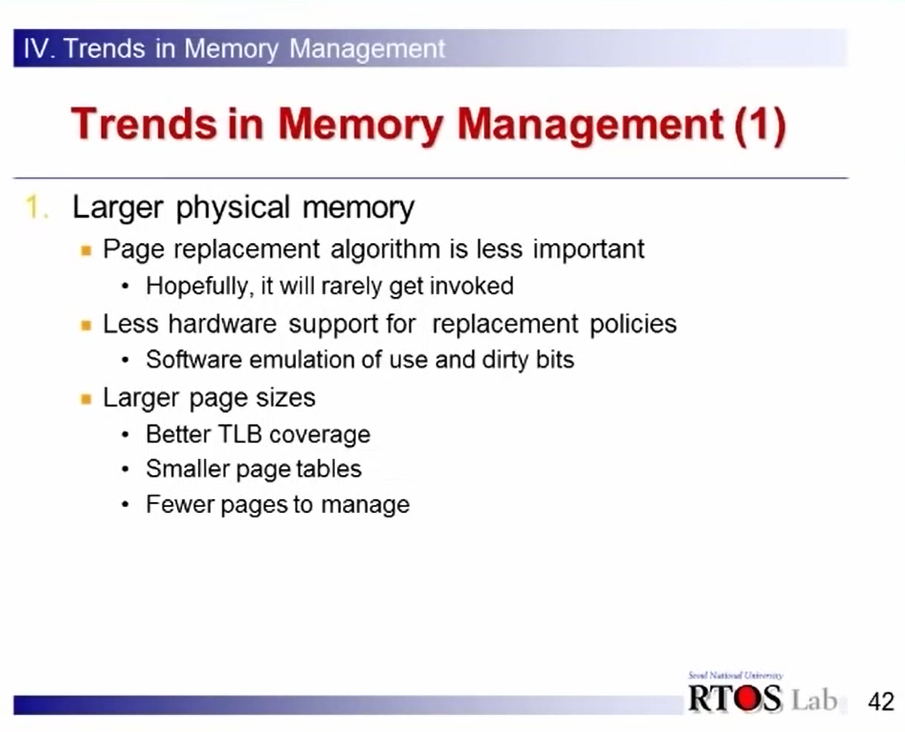 IV. Trends in Memory Management
Trends in Memory Management (1)
1. Larger physical memory
■ Page replacement algorithm is less important
• Hopefully, it will rarely get invoked
■ Less hardware support for replacement policies
• Software emulation of use and dirty bits
■ Larger page sizes
• Better TLB coverage
• Smaller page tables
• Fewer pages to manage
Seoul National University
RTOS Lab
42